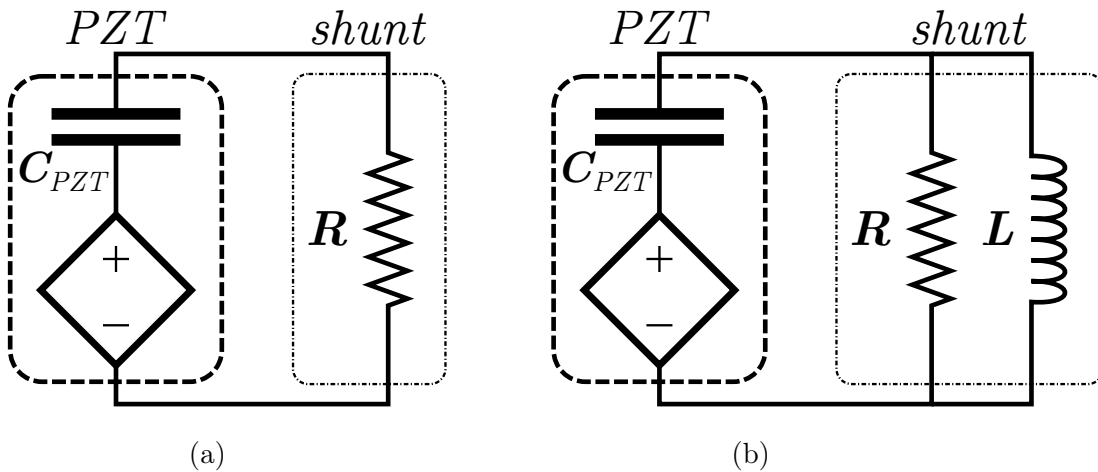 PZT shunt
C_PZT
R
+
−
(a)
PZT shunt
C_PZT
R L
+
−
(b)